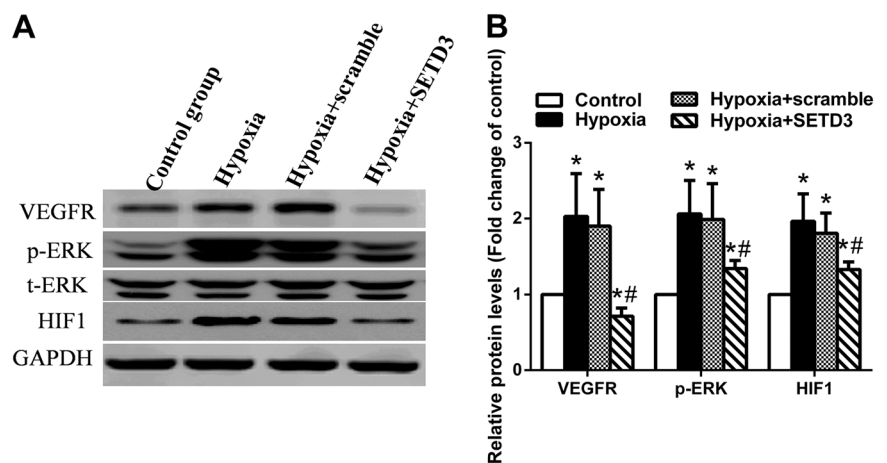 A
Control group
Hypoxia
Hypoxia+scramble
Hypoxia+SETD3
VEGFR
p-ERK
t-ERK
HIF1
GAPDH
B
Relative protein levels (Fold change of control)
Control
Hypoxia
Hypoxia+scramble
Hypoxia+SETD3
3
2
1
0
* * *#
* * *#
* * *#
VEGFR
p-ERK
HIF1